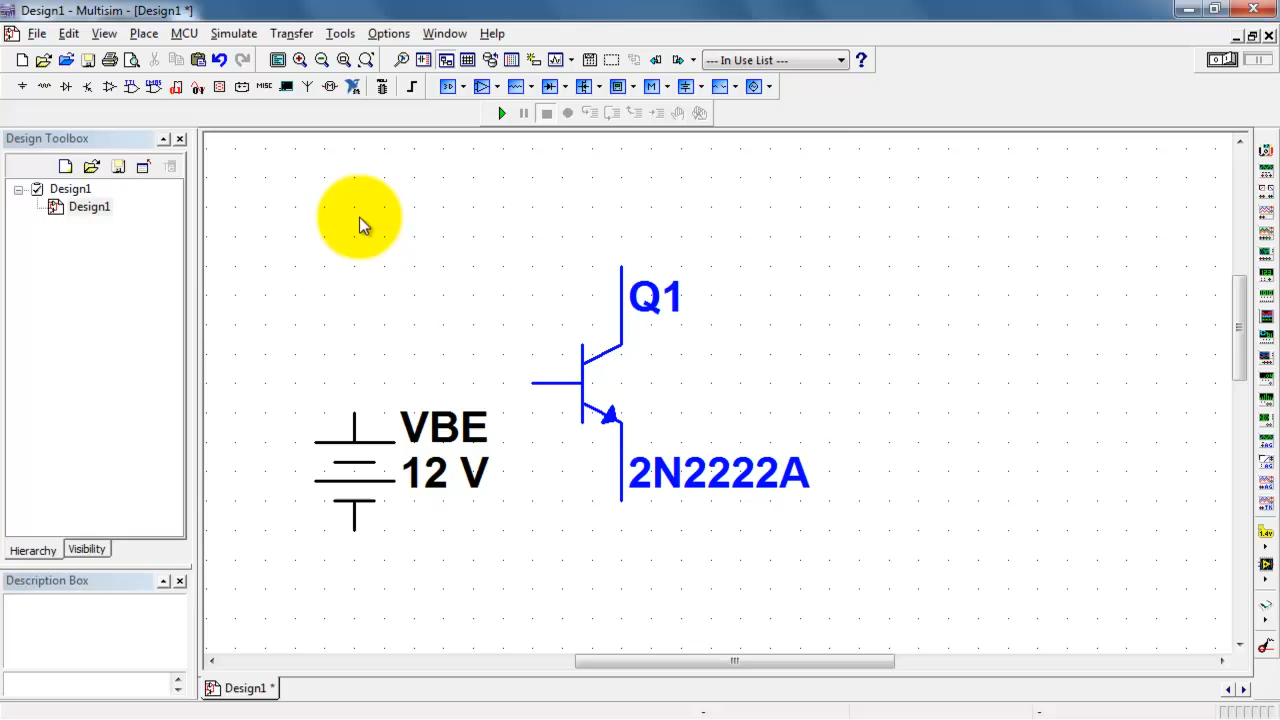 Design1 - Multisim - [Design1 *]
File Edit View Place MCU Simulate Transfer Tools Options Window Help
--- In Use List ---
MISC
Design Toolbox
Design1
Design1
Q1
VBE
12 V
2N2222A
Hierarchy Visibility
Description Box
Design1 *